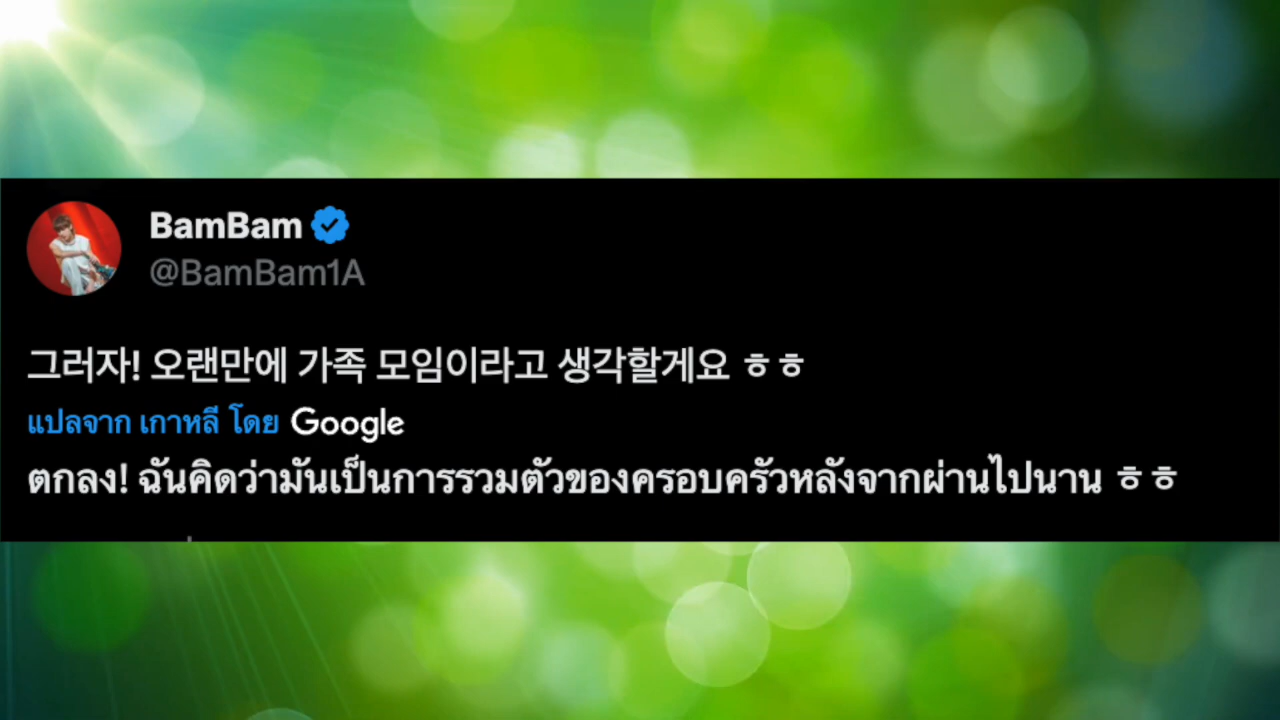 BamBam
@BamBam1A
그러자! 오랜만에 가족 모임이라고 생각할게요 ㅎㅎ
แปลจาก เกาหลี โดย Google
ตกลง! ฉันคิดว่ามันเป็นการรวมตัวของครอบครัวหลังจากผ่านไปนาน ㅎㅎ